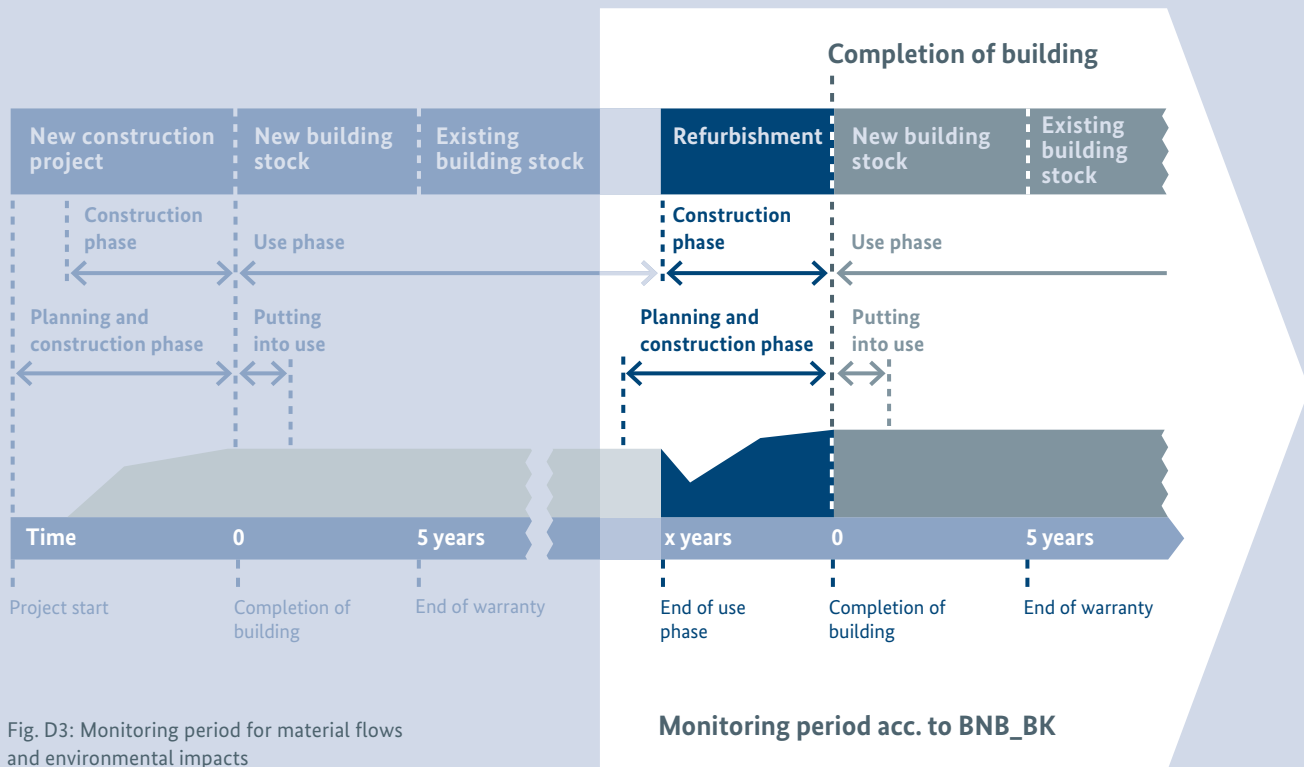 Completion of building
New construction
project
New building
stock
Existing
building stock
Refurbishment
New building
stock
Existing
building
stock
Construction
phase
Use phase
Construction
phase
Use phase
Planning and
construction phase
Putting
into use
Planning and
construction phase
Putting
into use
Time
0
5 years
x years
0
5 years
Project start
Completion of
building
End of warranty
End of use
phase
Completion of
building
End of warranty
Fig. D3: Monitoring period for material flows
and environmental impacts
Monitoring period acc. to BNB_BK